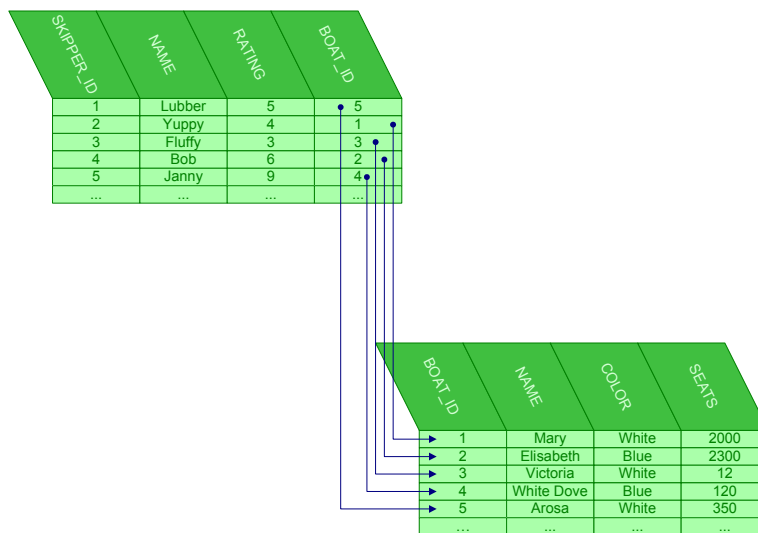 SKIPPER_ID NAME RATING BOAT_ID
1 Lubber 5 5
2 Yuppy 4 1
3 Fluffy 3 3
4 Bob 6 2
5 Janny 9 4
... ... ... ...
BOAT_ID NAME COLOR SEATS
1 Mary White 2000
2 Elisabeth Blue 2300
3 Victoria White 12
4 White Dove Blue 120
5 Arosa White 350
... ... ... ...